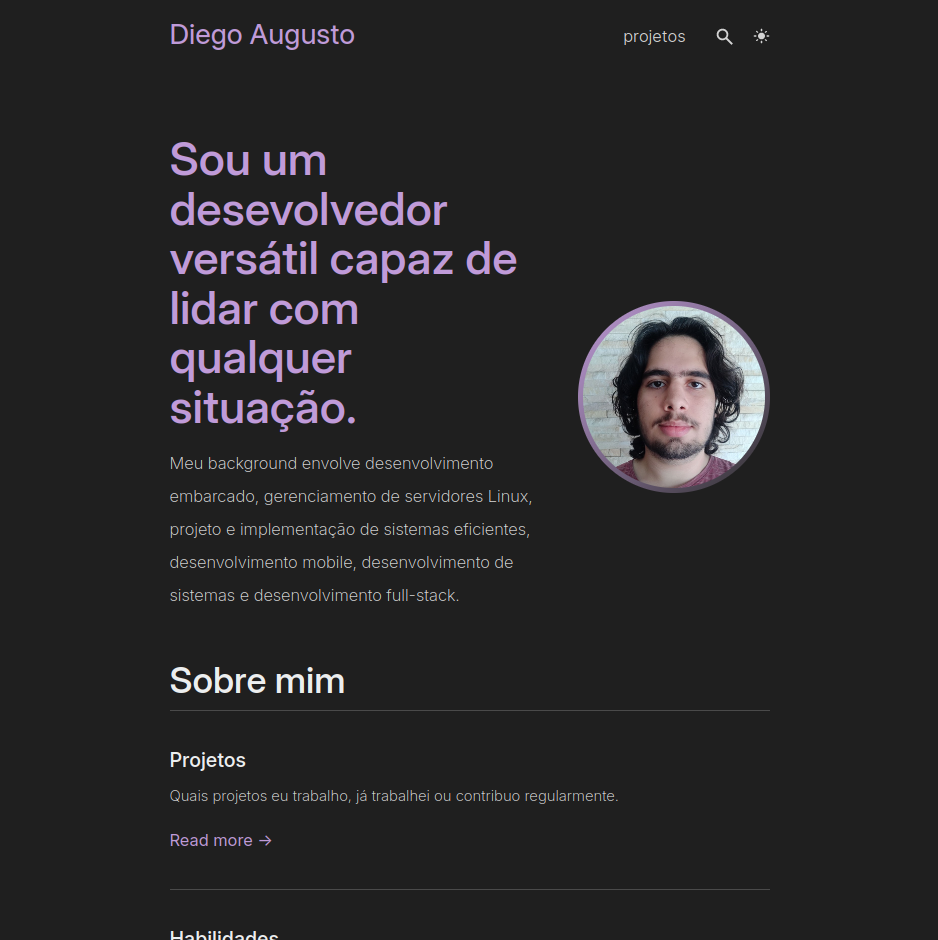 Diego Augusto
projetos
Sou um
desevolvedor
versátil capaz de
lidar com
qualquer
situação.
Meu background envolve desenvolvimento
embarcado, gerenciamento de servidores Linux,
projeto e implementação de sistemas eficientes,
desenvolvimento mobile, desenvolvimento de
sistemas e desenvolvimento full-stack.
Sobre mim
Projetos
Quais projetos eu trabalho, já trabalhei ou contribuo regularmente.
Read more →
Habilidades